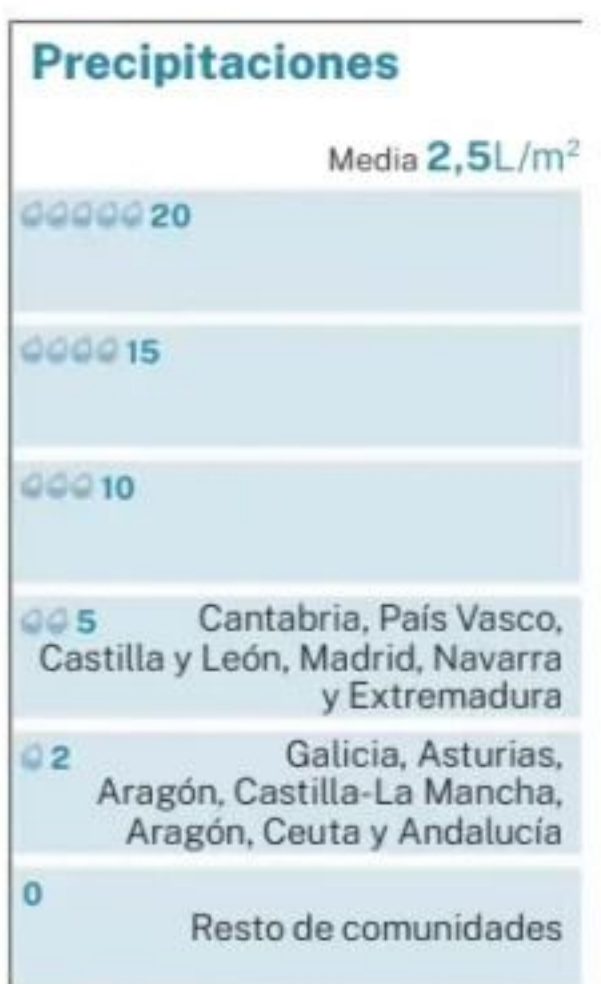 Precipitaciones
Media 2,5L/m²
20
15
10
5 Cantabria, País Vasco,
Castilla y León, Madrid, Navarra
y Extremadura
2 Galicia, Asturias,
Aragón, Castilla-La Mancha,
Aragón, Ceuta y Andalucía
0
Resto de comunidades